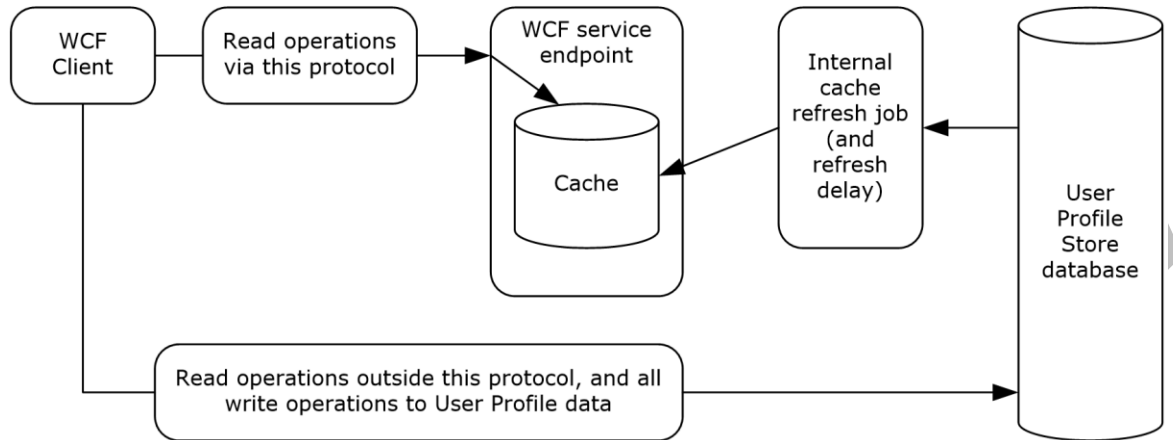 WCF
Client
Read operations
via this protocol
WCF service
endpoint
Cache
Internal
cache
refresh job
(and
refresh
delay)
User
Profile
Store
database
Read operations outside this protocol, and all
write operations to User Profile data